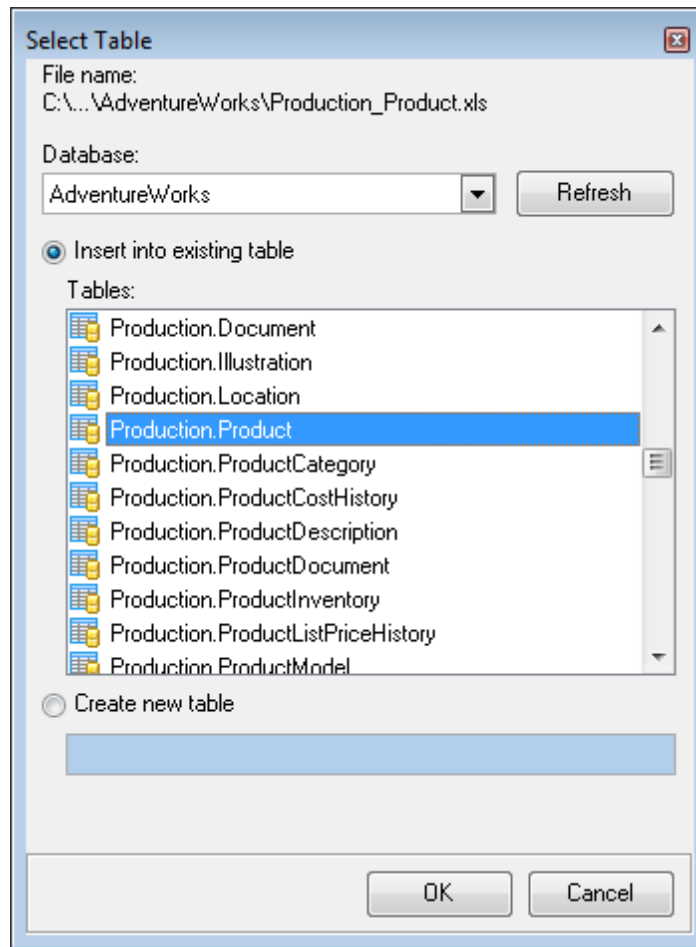 Select Table
File name:
C:\...\AdventureWorks\Production_Product.xls
Database:
AdventureWorks
Refresh
Insert into existing table
Tables:
Production.Document
Production.Illustration
Production.Location
Production.Product
Production.ProductCategory
Production.ProductCostHistory
Production.ProductDescription
Production.ProductDocument
Production.ProductInventory
Production.ProductListPriceHistory
Production.ProductModel
Create new table
OK
Cancel